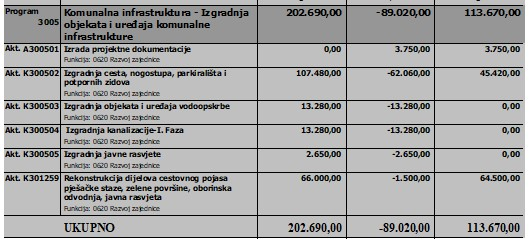 Program Komunalna infrastruktura - Izgradnja 202.690,00 -89.020,00 113.670,00
3005 objekata i uređaja komunalne
infrastrukture
Akt. A300501 Izrada projektne dokumentacije 0,00 3.750,00 3.750,00
Funkcija: 0620 Razvoj zajednice
Akt. K300502 Izgradnja cesta, nogostupa, parkirališta i 107.480,00 -62.060,00 45.420,00
potpornih zidova
Funkcija: 0620 Razvoj zajednice
Akt. K300503 Izgradnja objekata i uređaja vodoopskrbe 13.280,00 -13.280,00 0,00
Funkcija: 0620 Razvoj zajednice
Akt. K300504 Izgradnja kanalizacije-I. Faza 13.280,00 -13.280,00 0,00
Funkcija: 0620 Razvoj zajednice
Akt. K300505 Izgradnja javne rasvjete 2.650,00 -2.650,00 0,00
Funkcija: 0620 Razvoj zajednice
Akt. K301259 Rekonstrukcija dijelova cestovnog pojasa 66.000,00 -1.500,00 64.500,00
pješačke staze, zelene površine, oborinska
odvodnja, javna rasvjeta
Funkcija: 0620 Razvoj zajednice
UKUPNO 202.690,00 -89.020,00 113.670,00